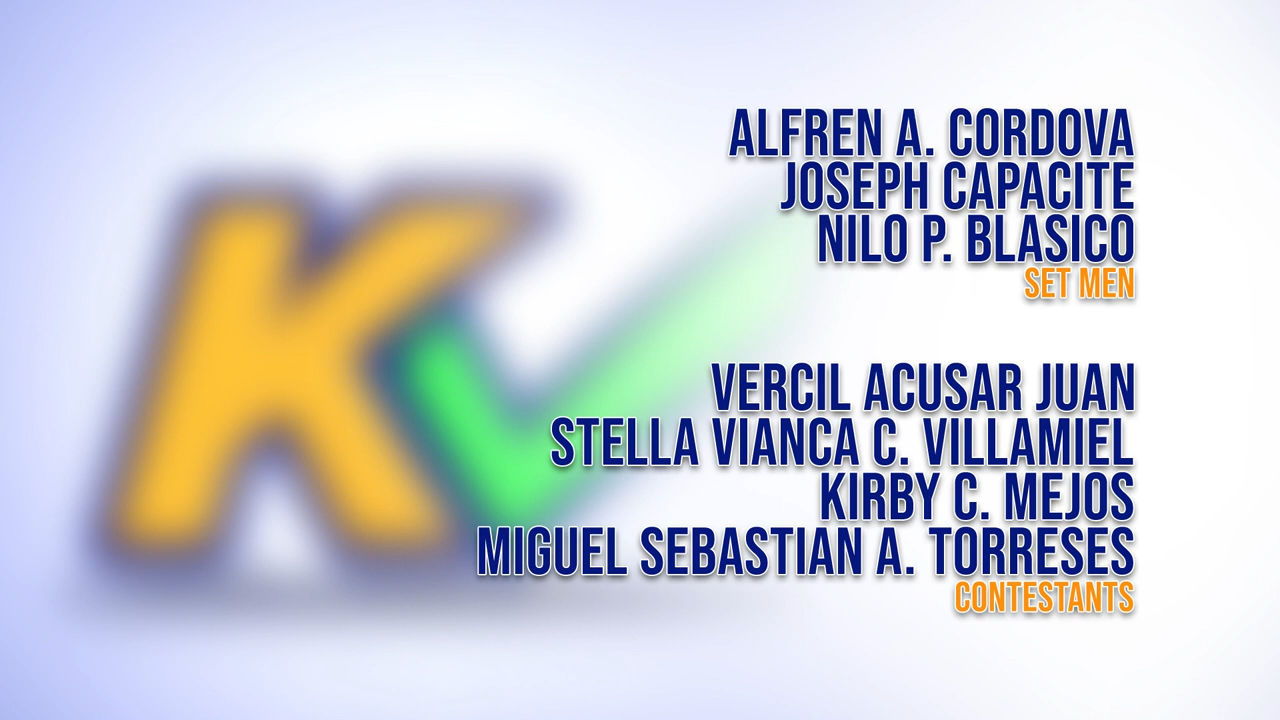 ALFREN A. CORDOVA
JOSEPH CAPACITE
NILO P. BLASICO
SET MEN
VERCIL ACUSAR JUAN
STELLA VIANCA C. VILLAMIEL
KIRBY C. MEJOS
MIGUEL SEBASTIAN A. TORRESES
CONTESTANTS
K